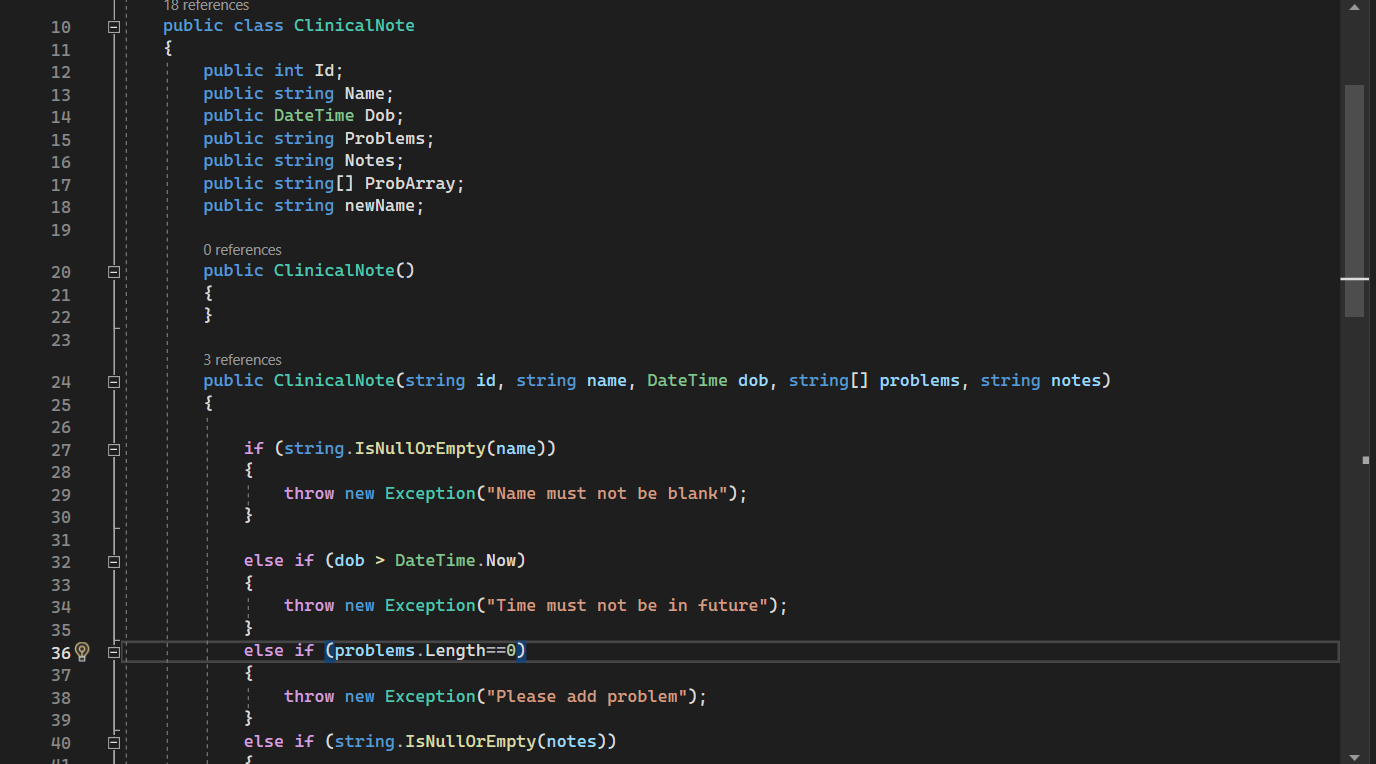 18 references
10 public class ClinicalNote
11 {
12 public int Id;
13 public string Name;
14 public DateTime Dob;
15 public string Problems;
16 public string Notes;
17 public string[] ProbArray;
18 public string newName;
19
0 references
20 public ClinicalNote()
21 {
22 }
23
3 references
24 public ClinicalNote(string id, string name, DateTime dob, string[] problems, string notes)
25 {
26
27 if (string.IsNullOrEmpty(name))
28 {
29 throw new Exception("Name must not be blank");
30 }
31
32 else if (dob > DateTime.Now)
33 {
34 throw new Exception("Time must not be in future");
35 }
36 else if (problems.Length==0)
37 {
38 throw new Exception("Please add problem");
39 }
40 else if (string.IsNullOrEmpty(notes))
41 {